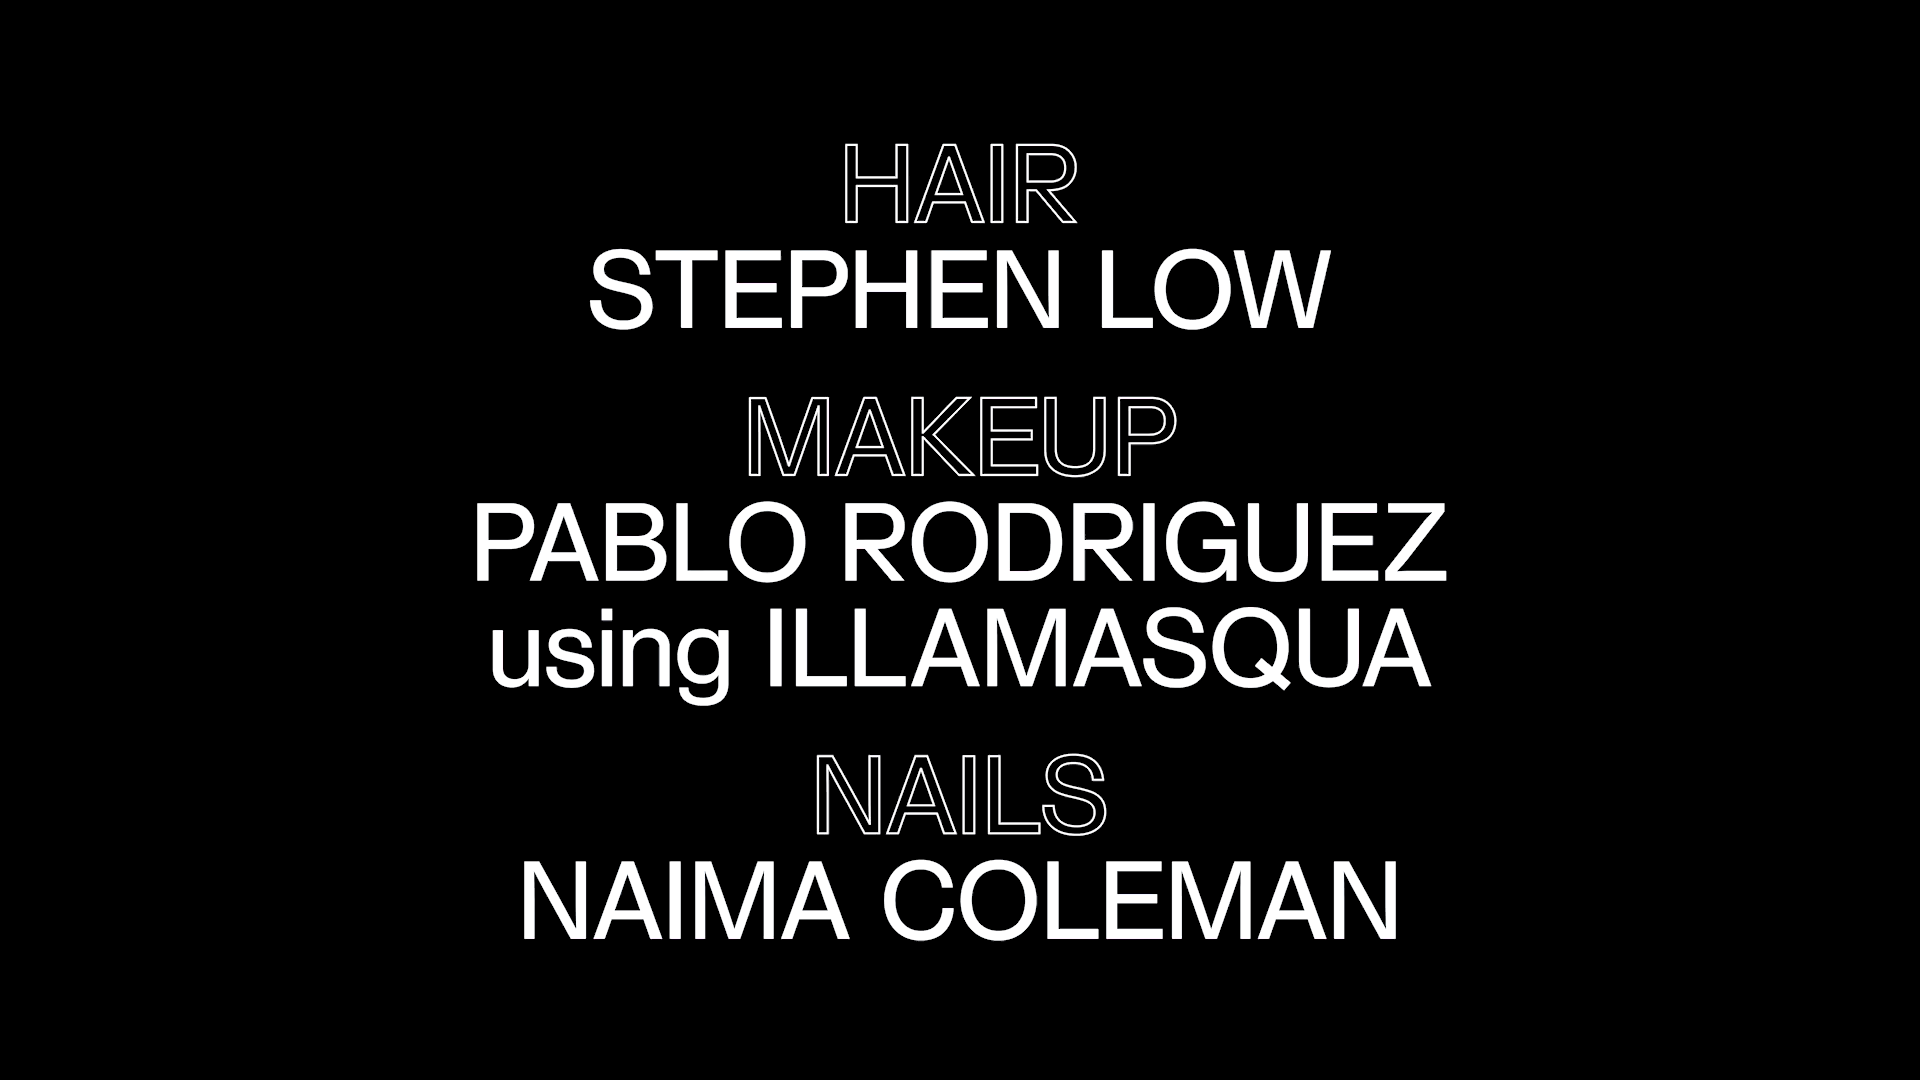 HAIR
STEPHEN LOW
MAKEUP
PABLO RODRIGUEZ
using ILLAMASQUA
NAILS
NAIMA COLEMAN